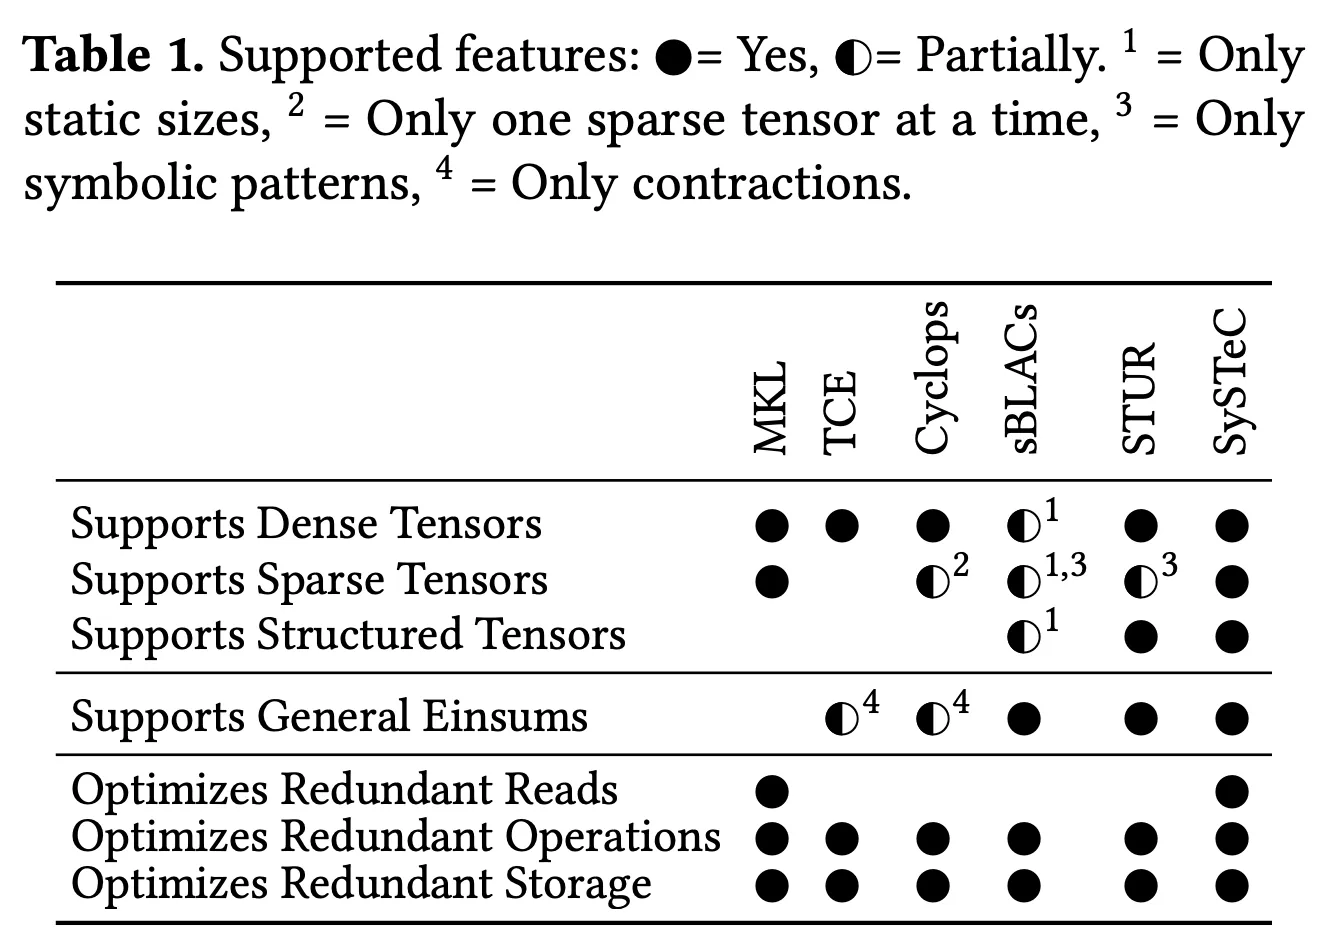 Table 1. Supported features: ●= Yes, ◐= Partially. ¹ = Only
static sizes, ² = Only one sparse tensor at a time, ³ = Only
symbolic patterns, ⁴ = Only contractions.
MKL TCE Cyclops sBLACs STUR SySTeC
Supports Dense Tensors ● ● ● ◐¹ ● ●
Supports Sparse Tensors ● ◐² ◐¹,³ ◐³ ●
Supports Structured Tensors ◐¹ ● ●
Supports General Einsums ◐⁴ ◐⁴ ● ● ●
Optimizes Redundant Reads ● ●
Optimizes Redundant Operations ● ● ● ● ● ●
Optimizes Redundant Storage ● ● ● ● ● ●